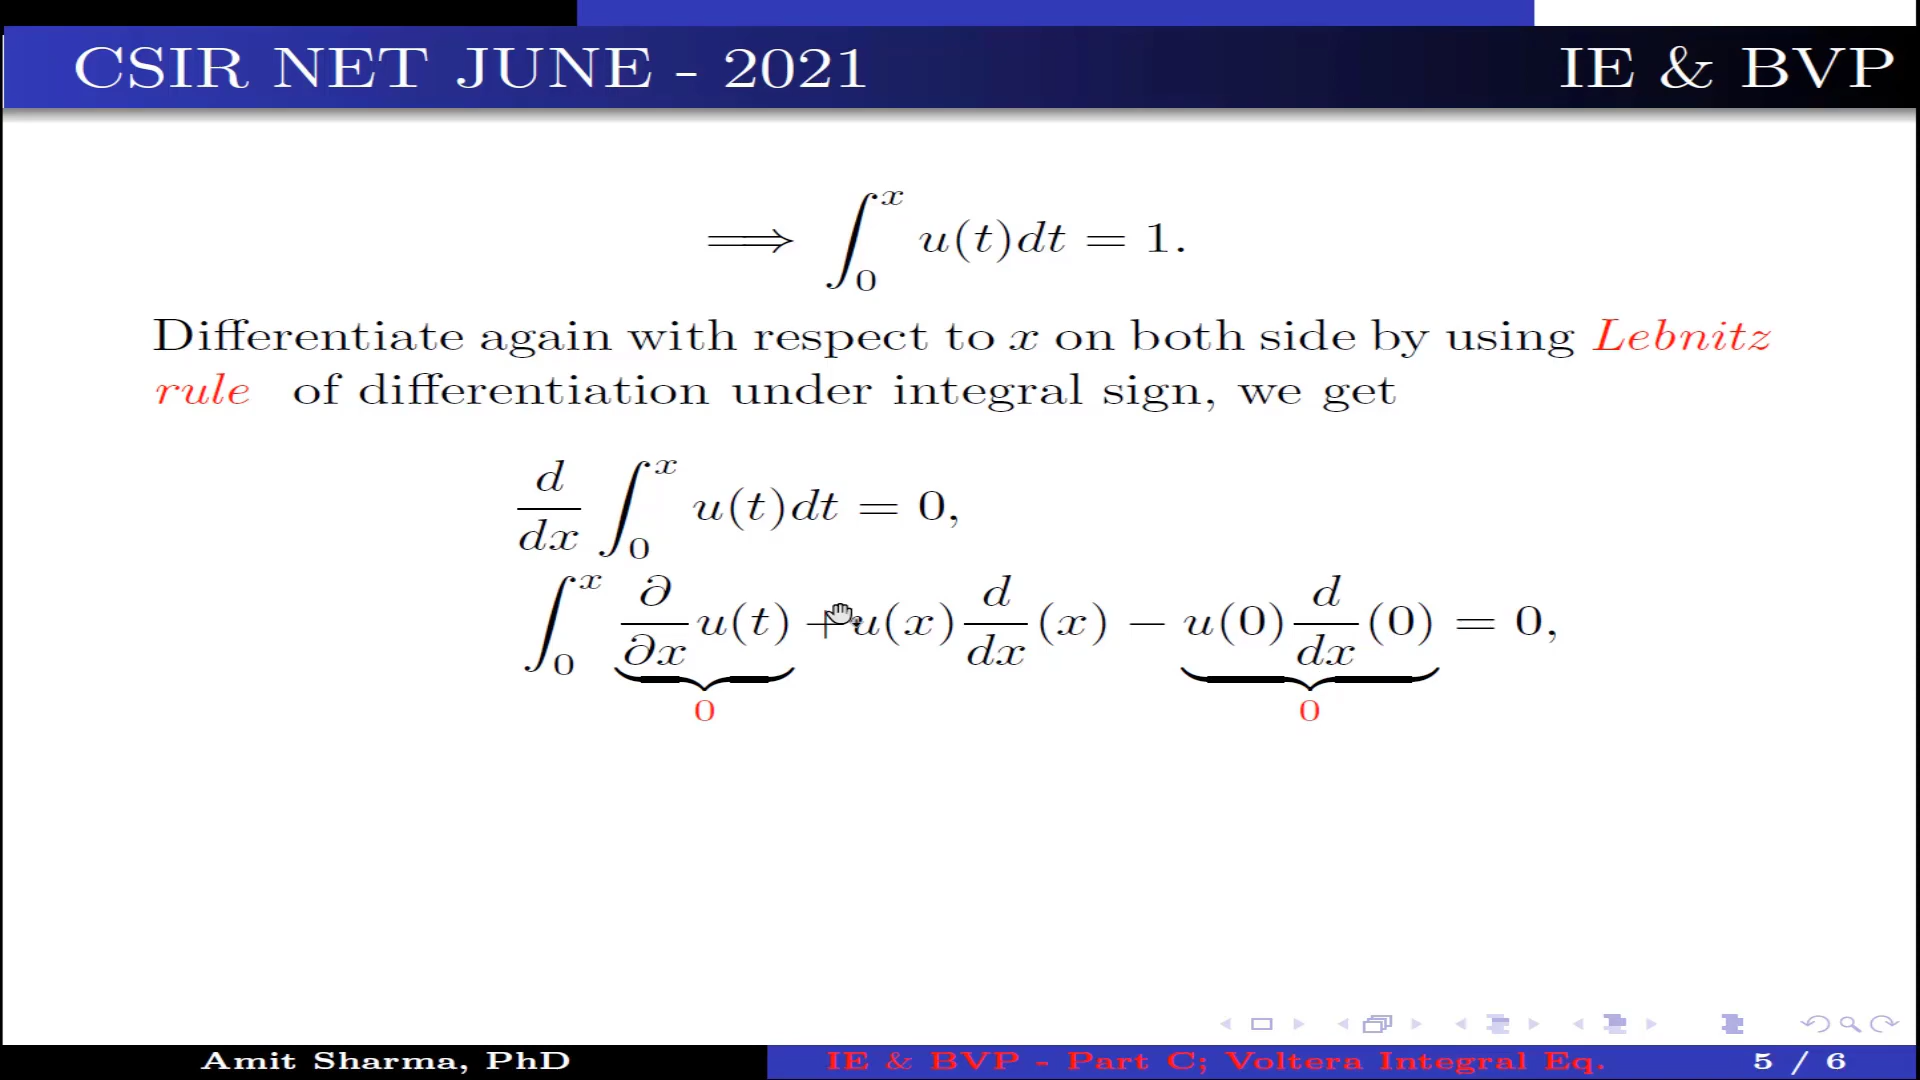 CSIR NET JUNE - 2021 IE & BVP
⟹ ∫₀ˣ u(t)dt = 1.
Differentiate again with respect to x on both side by using Lebnitz
rule of differentiation under integral sign, we get
d/dx ∫₀ˣ u(t)dt = 0,
∫₀ˣ ∂/∂x u(t) + u(x) d/dx (x) − u(0) d/dx (0) = 0,
0 0
Amit Sharma, PhD IE & BVP - Part C; Voltera Integral Eq. 5 / 6